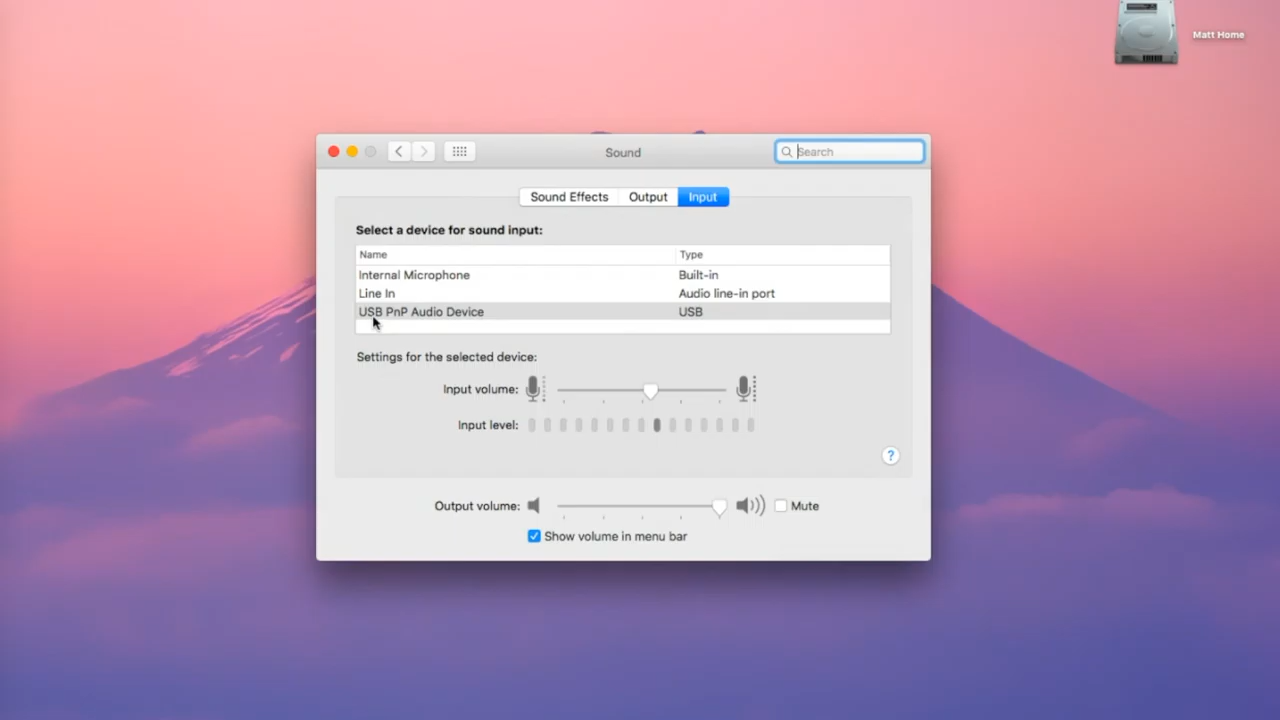 Matt Home
Sound
Search
Sound Effects Output Input
Select a device for sound input:
Name Type
Internal Microphone Built-in
Line In Audio line-in port
USB PnP Audio Device USB
Settings for the selected device:
Input volume:
Input level:
?
Output volume: Mute
Show volume in menu bar